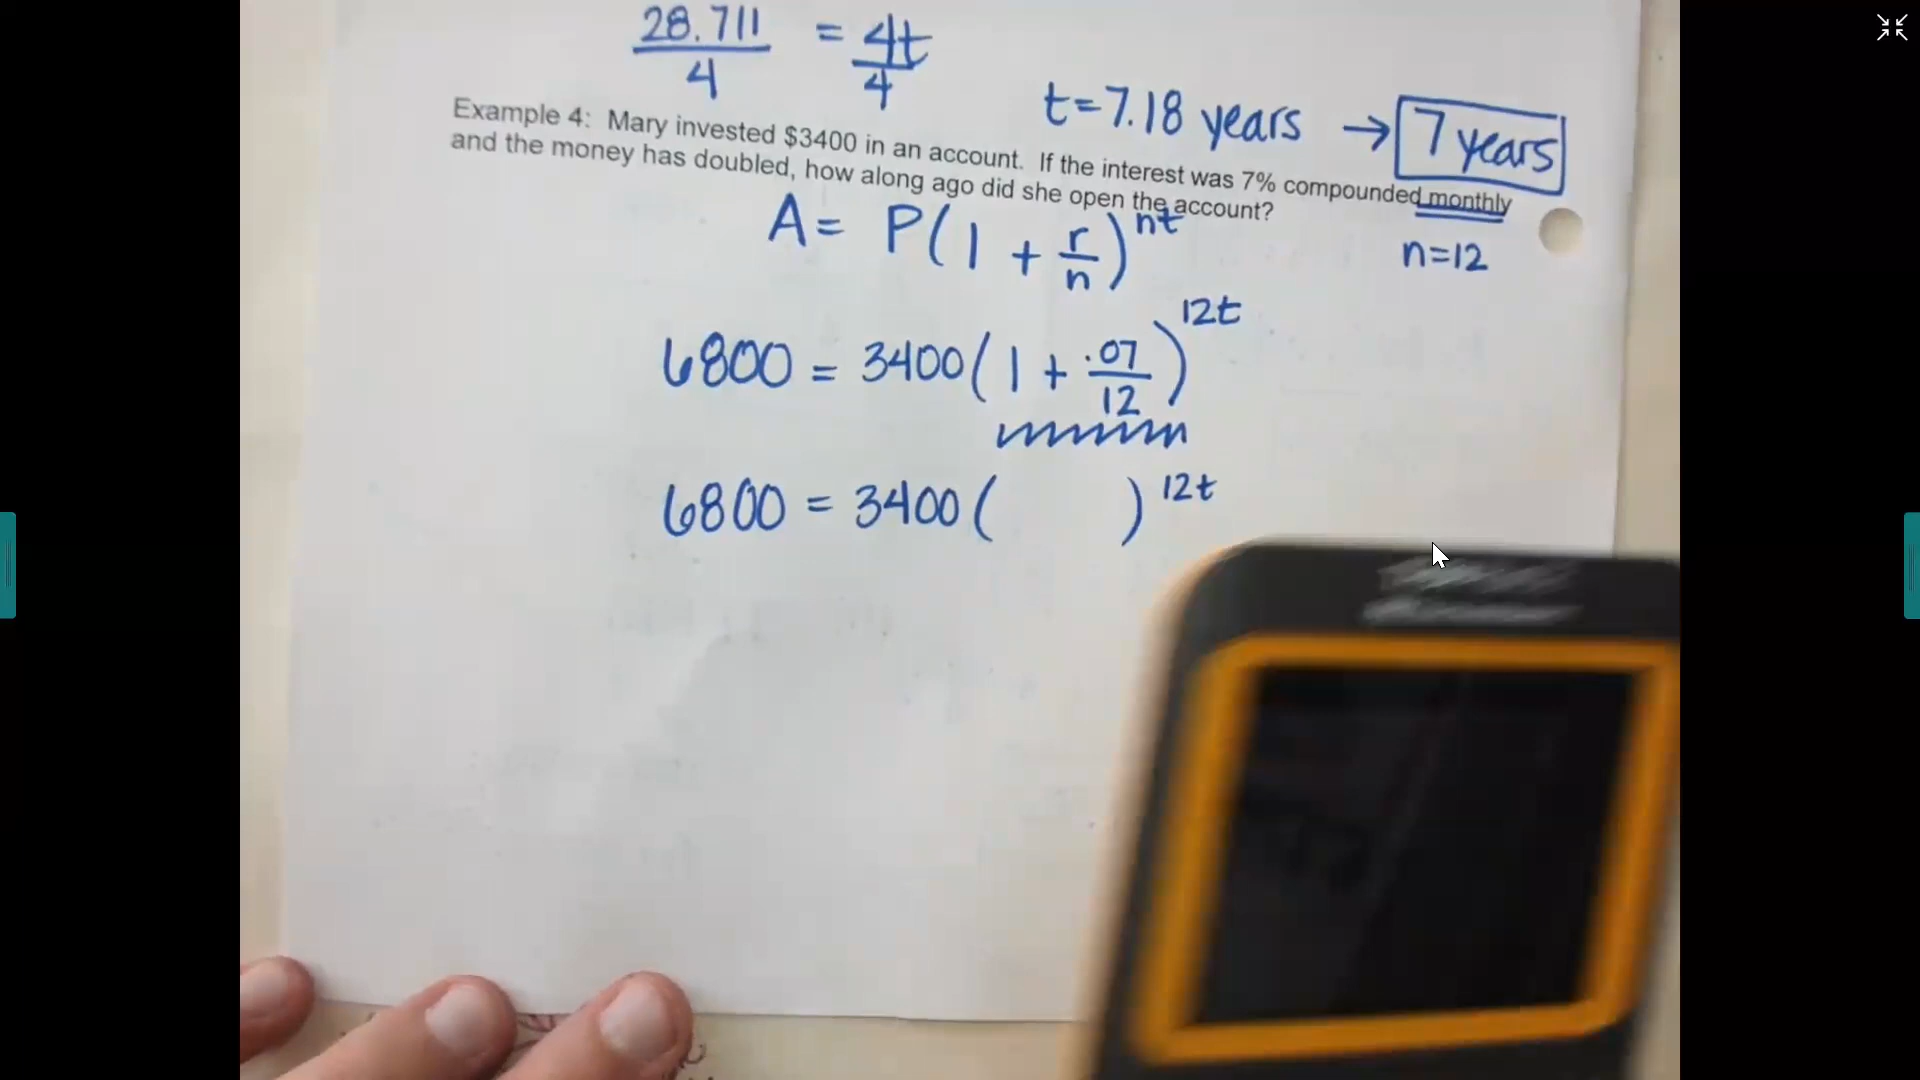 28.711 = 4t
4 4
t=7.18 years → 7 years
Example 4: Mary invested $3400 in an account. If the interest was 7% compounded monthly
and the money has doubled, how along ago did she open the account?
A = P(1 + r/n)^nt
n=12
6800 = 3400(1 + .07/12)^12t
6800 = 3400( )^12t